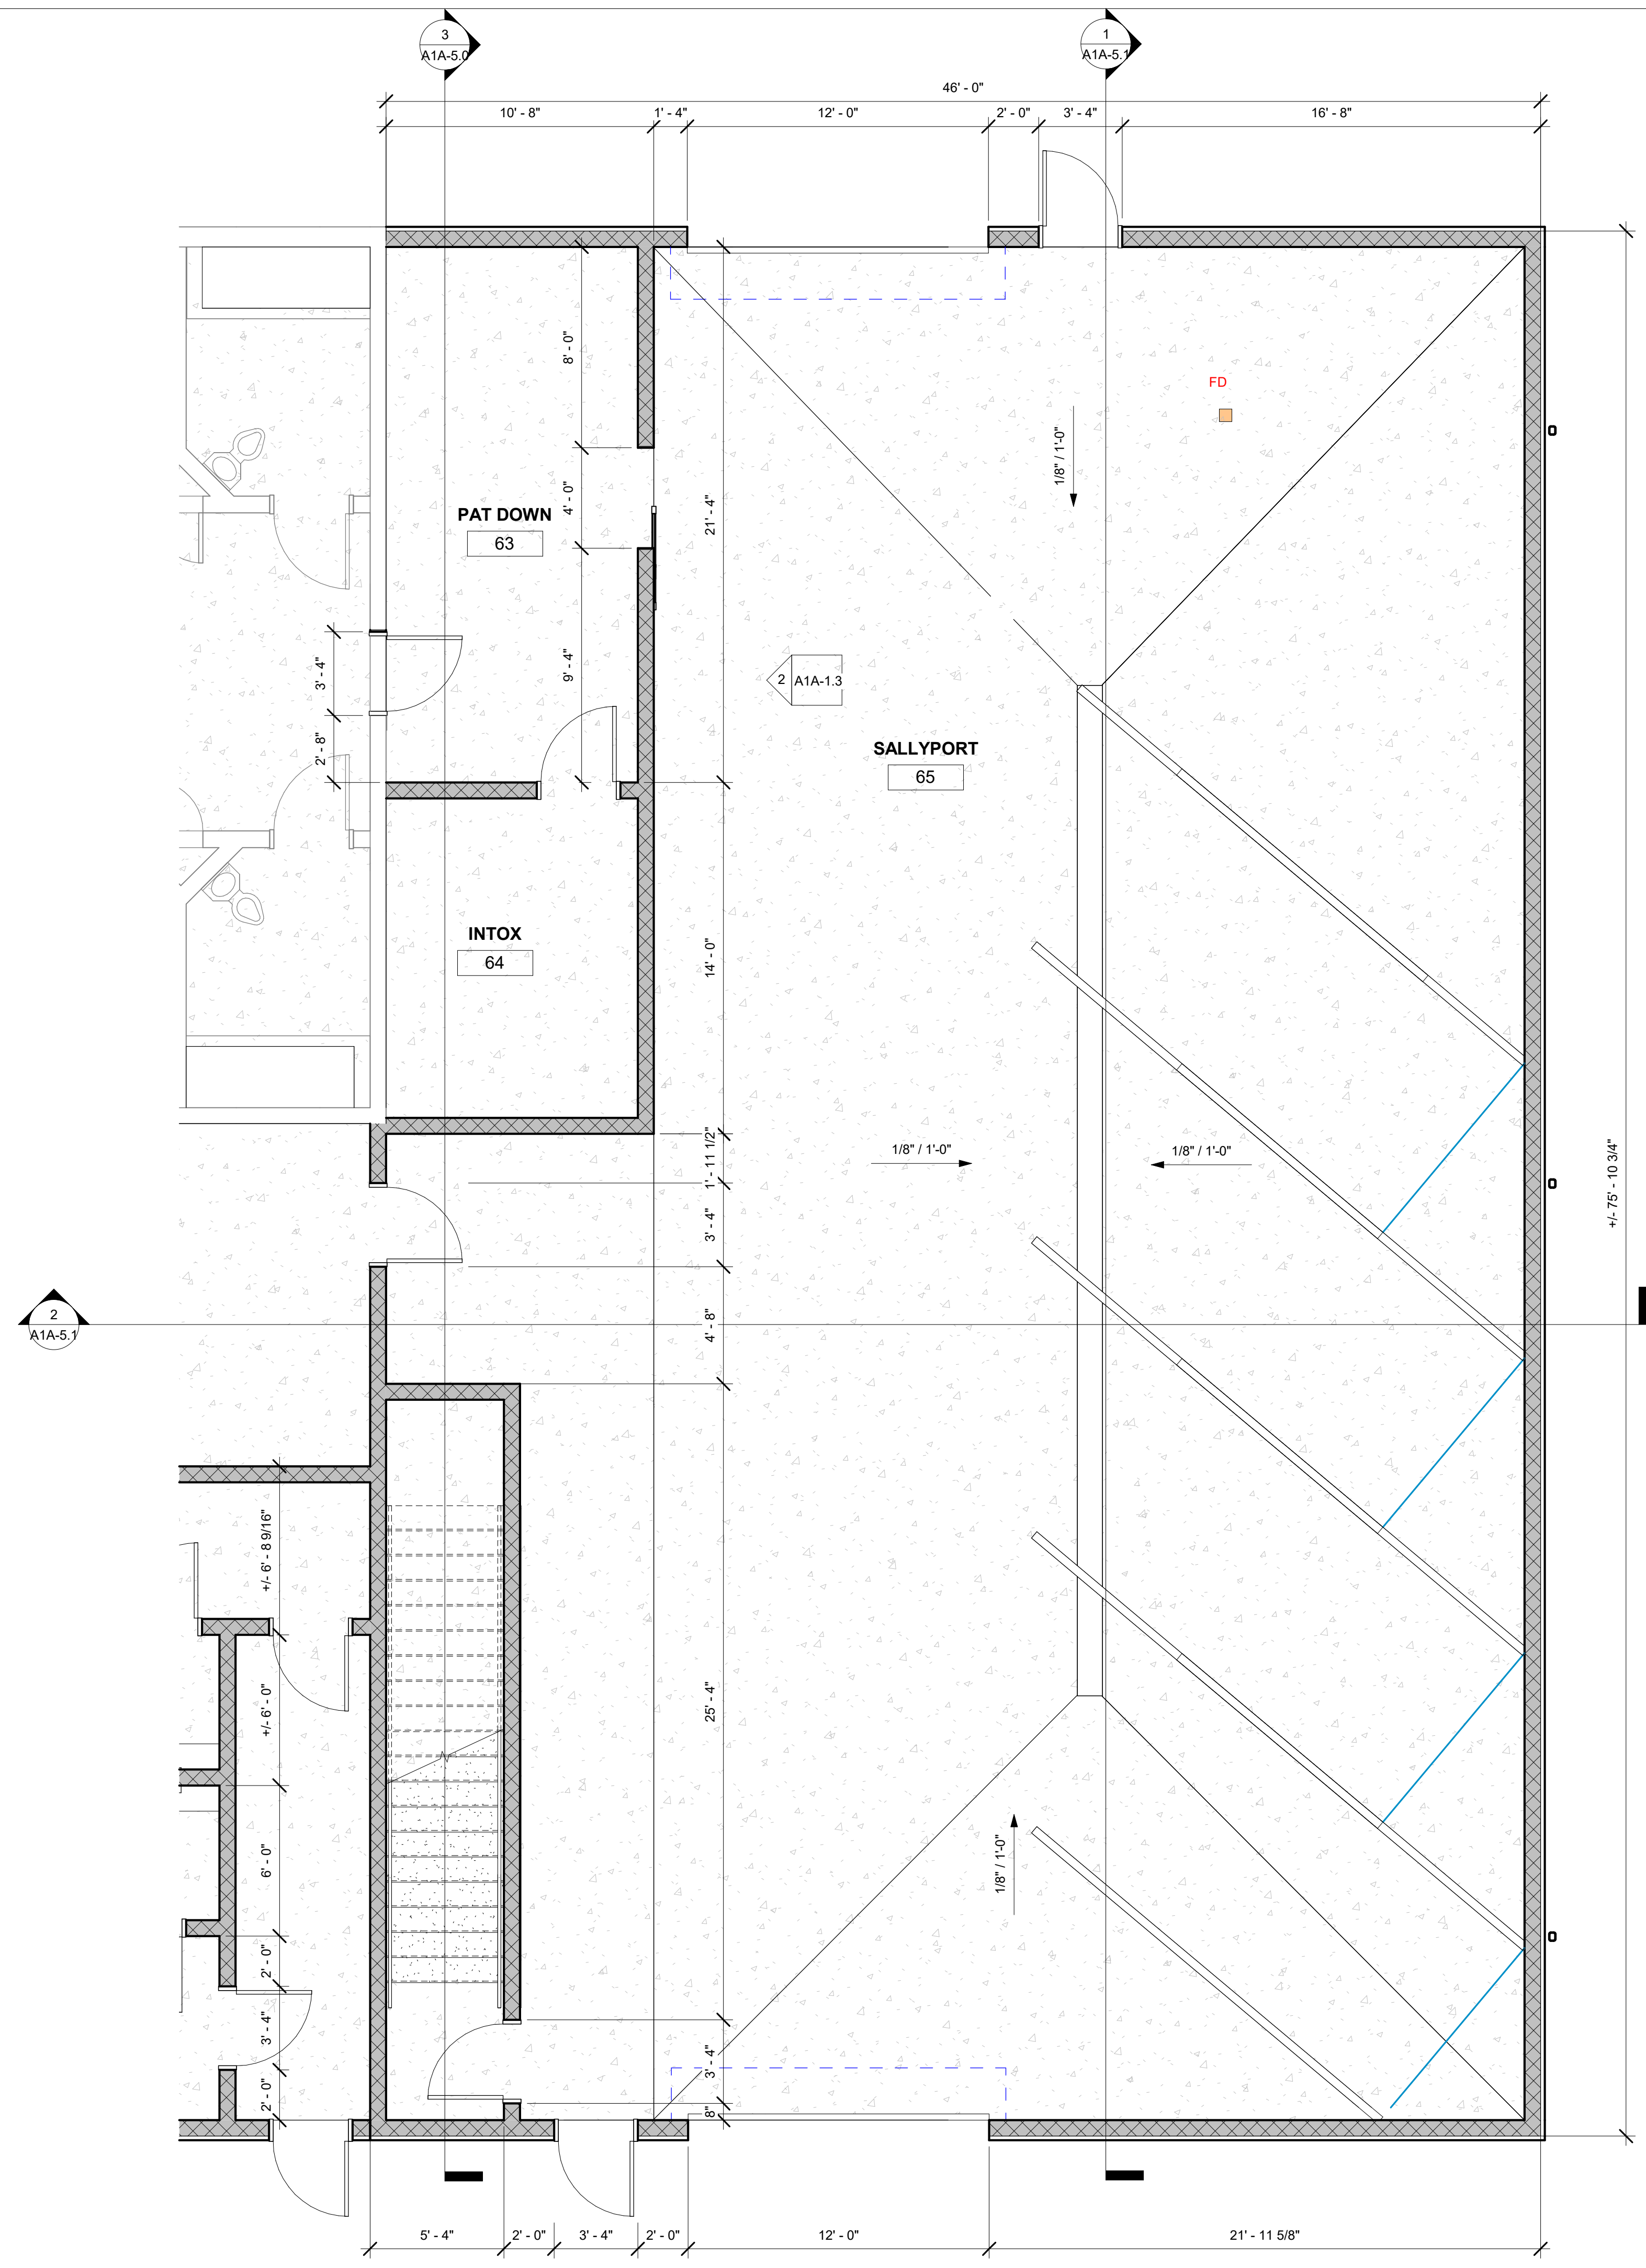 3
A1A-5.0
1
A1A-5.1
46' - 0"
10' - 8"
1' - 4"
12' - 0"
2' - 0"
3' - 4"
16' - 8"
8' - 0"
FD
1/8" / 1'-0"
4' - 0"
21' - 4"
PAT DOWN
63
9' - 4"
3' - 4"
2' - 8"
2
A1A-1.3
SALLYPORT
65
INTOX
64
14' - 0"
1' - 11 1/2"
1/8" / 1'-0"
1/8" / 1'-0"
+/- 75' - 10 3/4"
3' - 4"
4' - 8"
2
A1A-5.1
+/- 6' - 8 9/16"
+/- 6' - 0"
25' - 4"
6' - 0"
1/8" / 1'-0"
2' - 0"
3' - 4"
3' - 4"
2' - 0"
8"
5' - 4"
2' - 0"
3' - 4"
2' - 0"
12' - 0"
21' - 11 5/8"